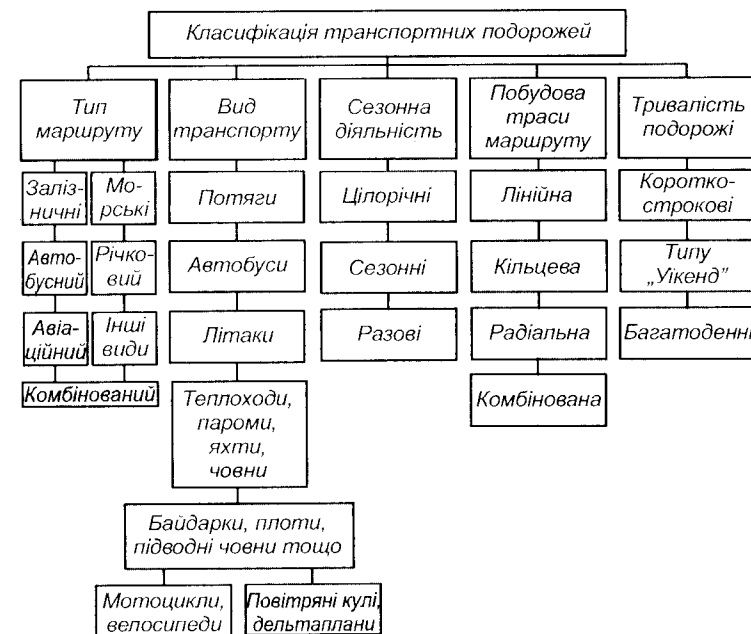 Класифікація транспортних подорожей
Тип
маршруту
Вид
транспорту
Сезонна
діяльність
Побудова
траси
маршруту
Тривалість
подорожі
Заліз-
ничні
Мо-
рські
Потяги
Цілорічні
Лінійна
Коротко-
строкові
Авто-
бусний
Річко-
вий
Автобуси
Сезонні
Кільцева
Типу
„Уїкенд”
Авіа-
ційний
Інші
види
Літаки
Разові
Радіальна
Багатоденні
Комбінований
Теплоходи,
пароми,
яхти,
човни
Комбінована
Байдарки, плоти,
підводні човни тощо
Мотоцикли,
велосипеди
Повітряні кулі,
дельтаплани